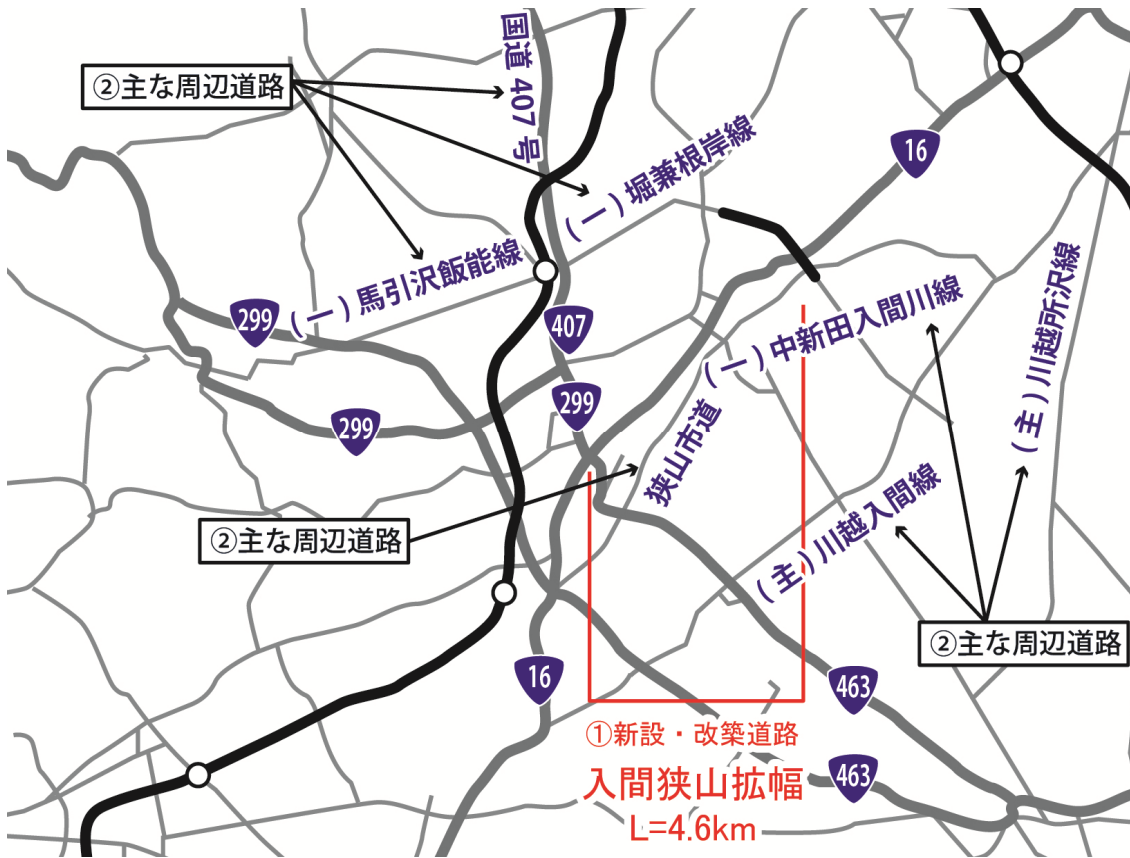 国道407号
②主な周辺道路
16
(一)堀兼根岸線
(一)馬引沢飯能線
299
407
(一)中新田入間川線
(主)川越所沢線
299
299
狭山市道
②主な周辺道路
(主)川越入間線
②主な周辺道路
16
463
①新設・改築道路
入間狭山拡幅
463
L=4.6km